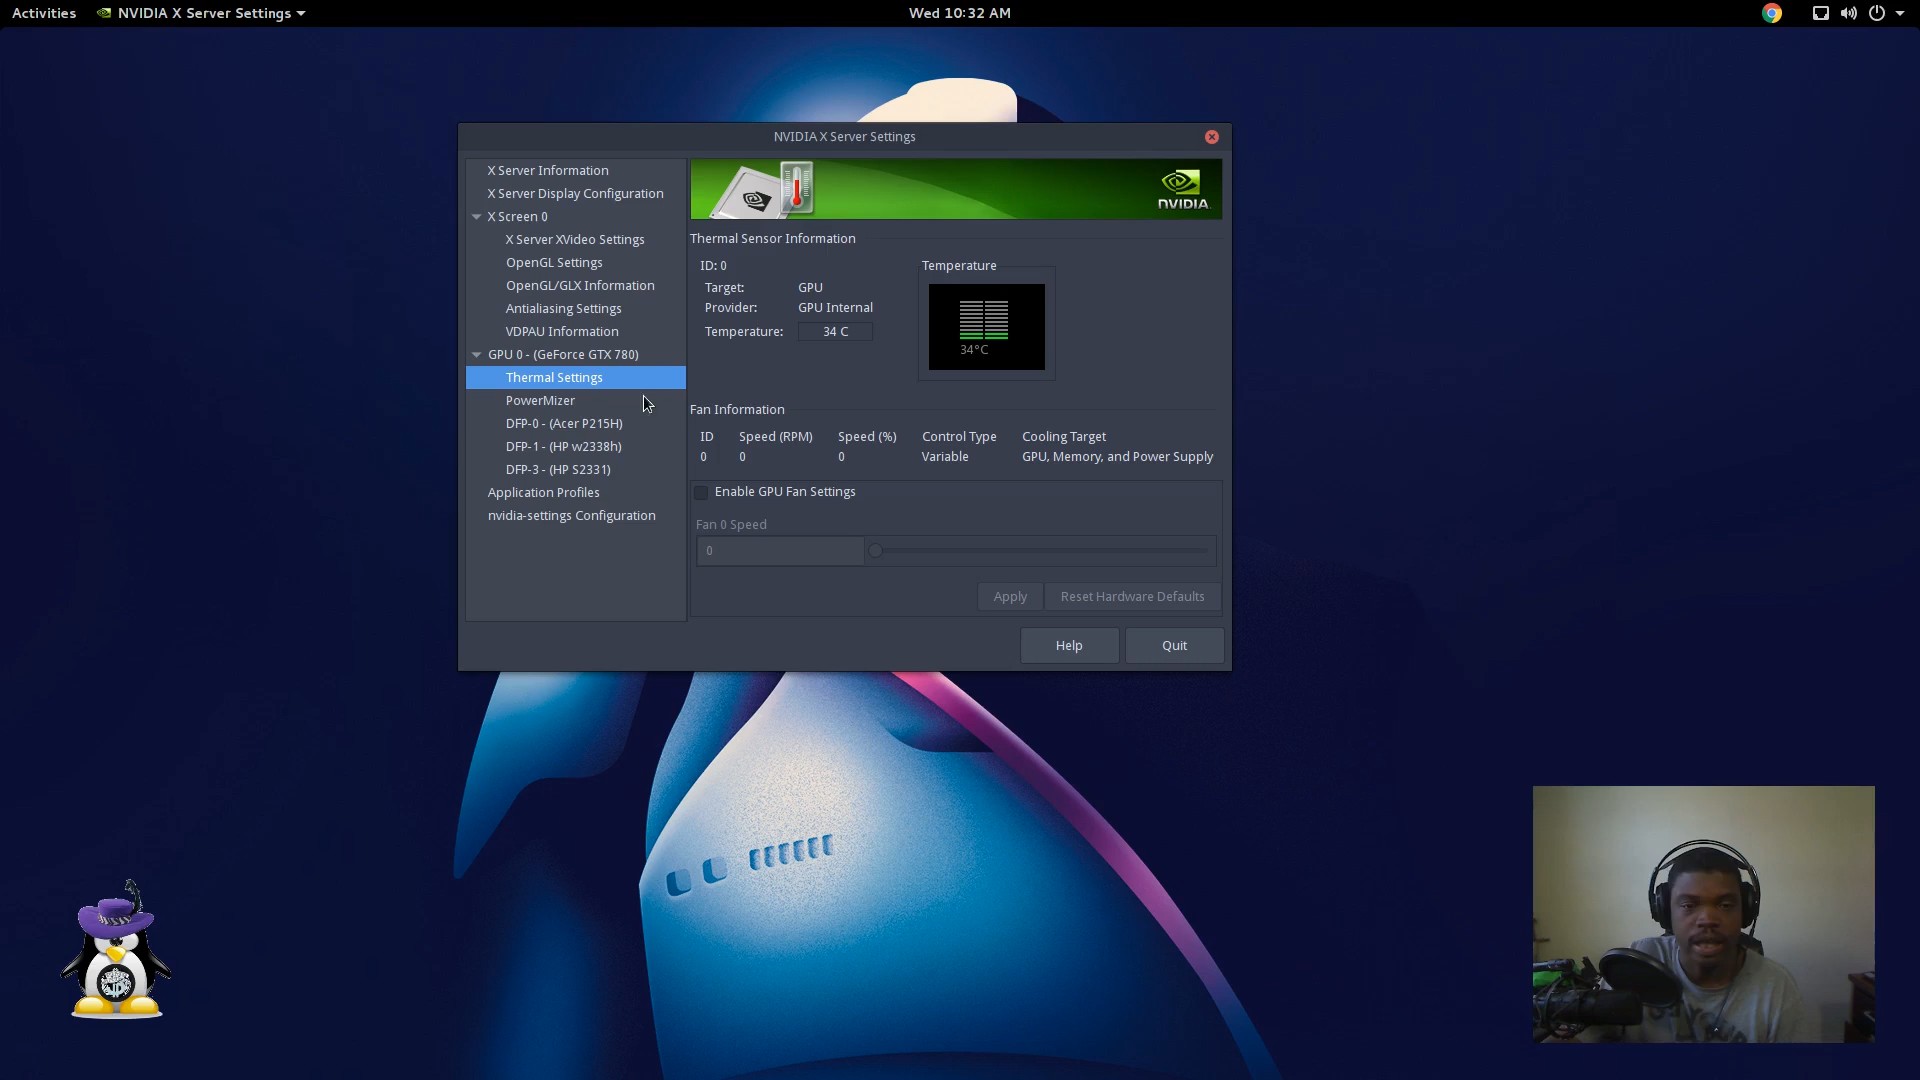 Activities NVIDIA X Server Settings Wed 10:32 AM
NVIDIA X Server Settings
X Server Information
X Server Display Configuration
X Screen 0
X Server XVideo Settings
OpenGL Settings
OpenGL/GLX Information
Antialiasing Settings
VDPAU Information
GPU 0 - (GeForce GTX 780)
Thermal Settings
PowerMizer
DFP-0 - (Acer P215H)
DFP-1 - (HP w2338h)
DFP-3 - (HP S2331)
Application Profiles
nvidia-settings Configuration
NVIDIA.
Thermal Sensor Information
ID: 0
Target: GPU
Provider: GPU Internal
Temperature: 34 C
Temperature
34°C
Fan Information
ID Speed (RPM) Speed (%) Control Type Cooling Target
0 0 0 Variable GPU, Memory, and Power Supply
Enable GPU Fan Settings
Fan 0 Speed
0
Apply Reset Hardware Defaults
Help Quit